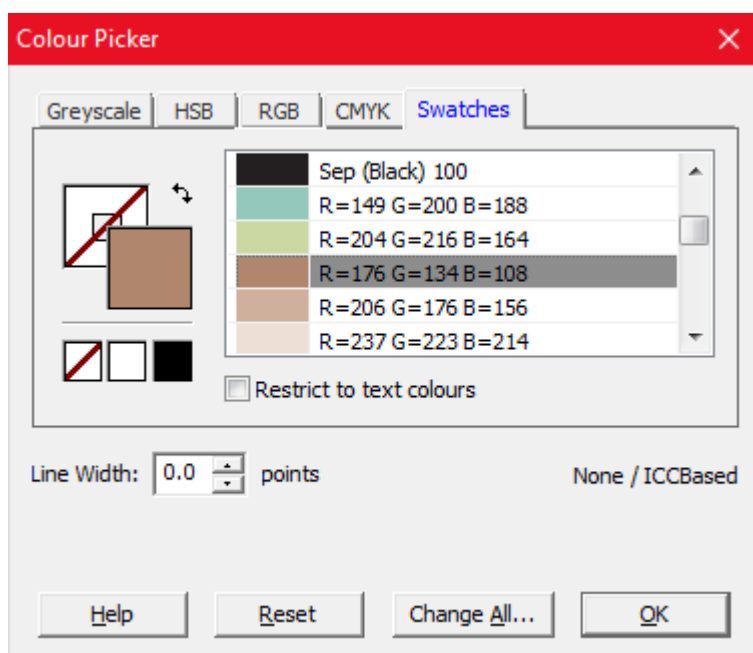 Colour Picker
Greyscale HSB RGB CMYK Swatches
Sep (Black) 100
R=149 G=200 B=188
R=204 G=216 B=164
R=176 G=134 B=108
R=206 G=176 B=156
R=237 G=223 B=214
Restrict to text colours
Line Width: 0.0 points None / ICCBased
Help Reset Change All... OK